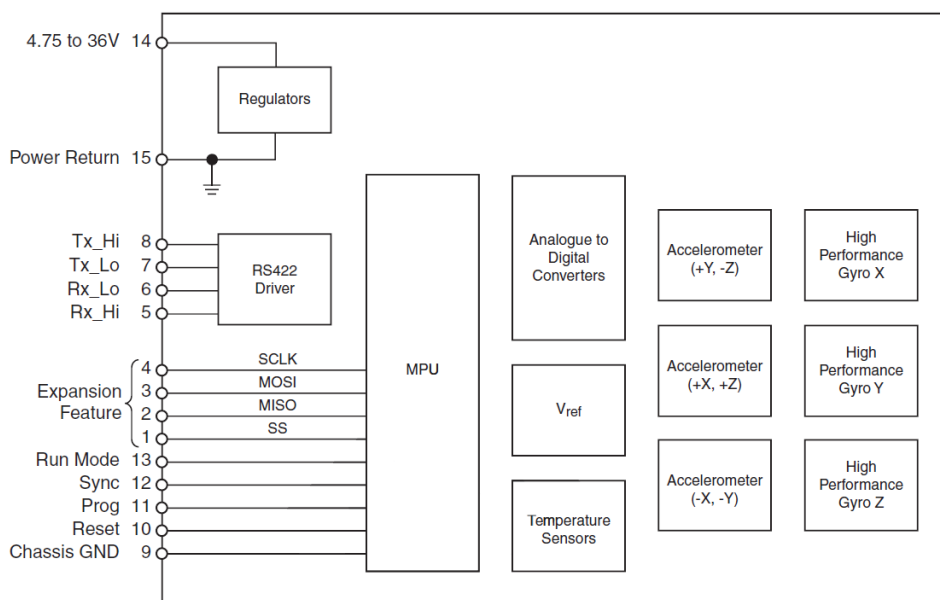 4.75 to 36V 14
Regulators
Power Return 15
Tx_Hi 8
Tx_Lo 7
Rx_Lo 6
Rx_Hi 5
RS422
Driver
Expansion
Feature
4 SCLK
3 MOSI
2 MISO
1 SS
Run Mode 13
Sync 12
Prog 11
Reset 10
Chassis GND 9
MPU
Analogue to
Digital
Converters
Vref
Temperature
Sensors
Accelerometer
(+Y, -Z)
Accelerometer
(+X, +Z)
Accelerometer
(-X, -Y)
High
Performance
Gyro X
High
Performance
Gyro Y
High
Performance
Gyro Z